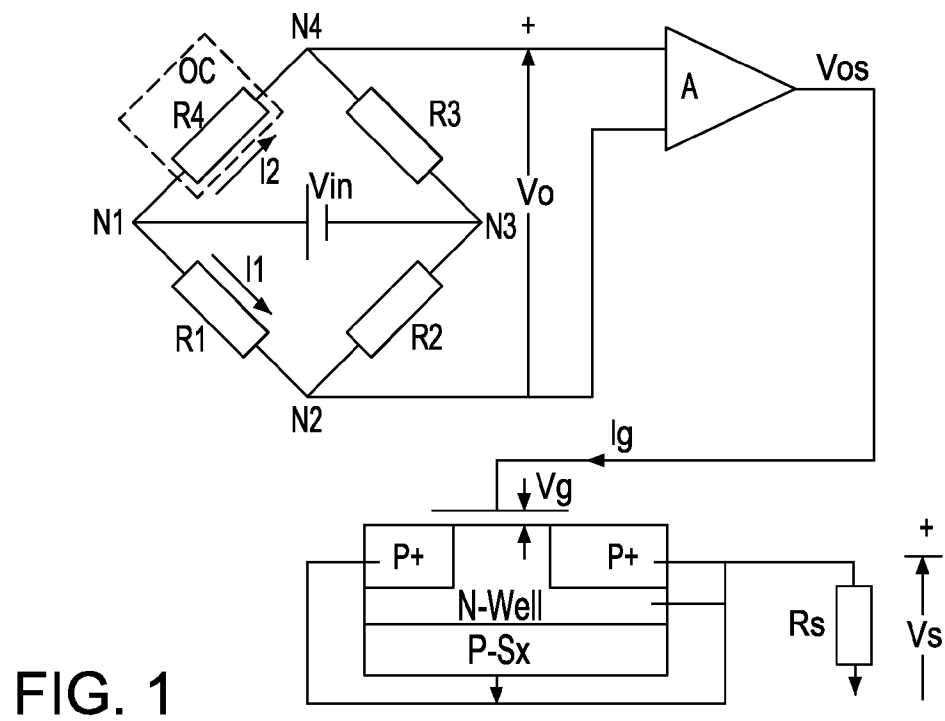 N4
+
OC
R4
R3
A
Vos
I2
Vin
Vo
N1
N3
I1
R1
R2
N2
Ig
Vg
+
P+
P+
N-Well
Rs
Vs
P-Sx
FIG. 1